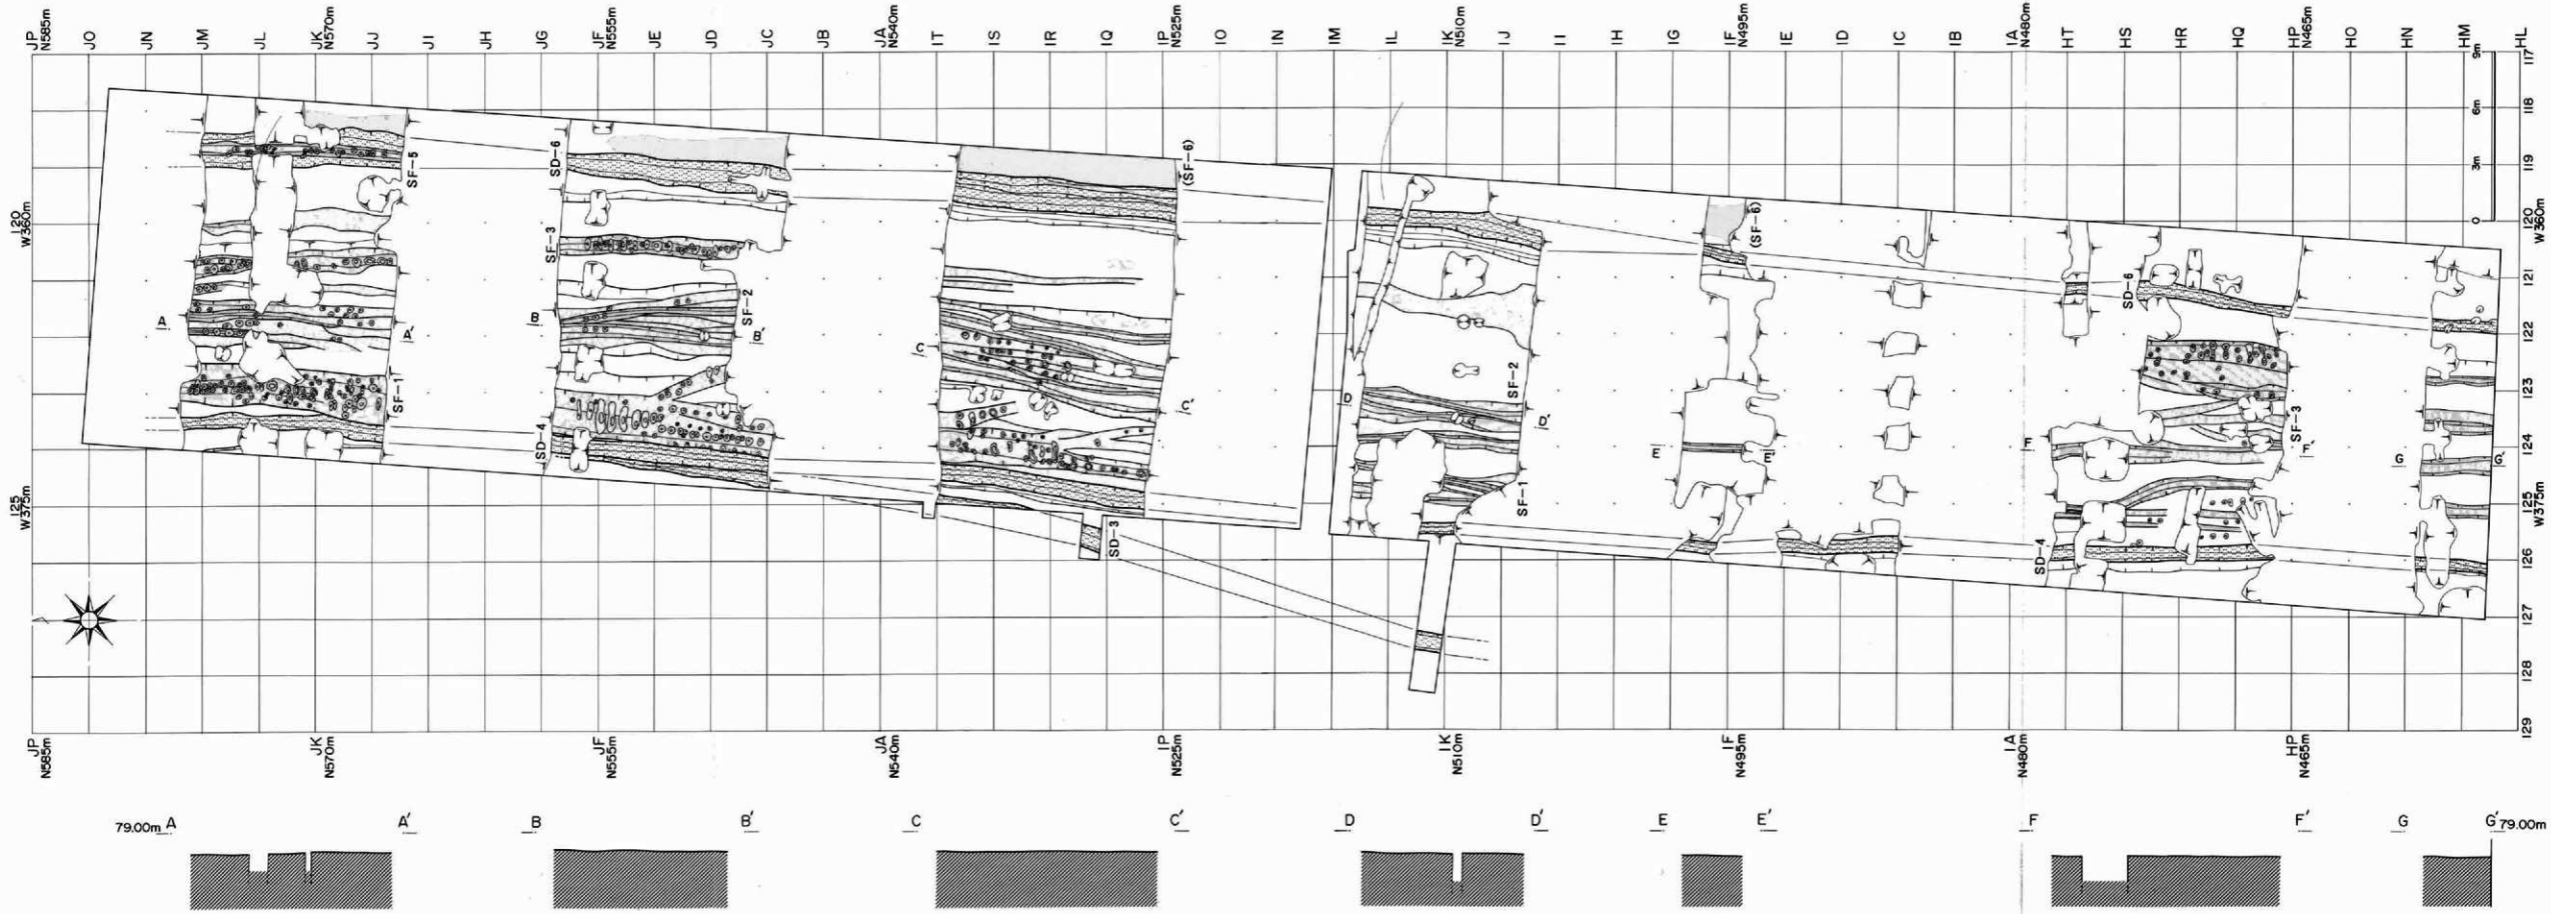 JP N585m JO JN JM JL JK N570m JJ JI JH JG JF N555m JE JD JC JB JA N540m IT IS IR IQ IP N525m IO IN IM IL IK N510m IJ II IH IG IF N495m IE ID IC IB IA N480m HT HS HR HQ HP N465m HO HN HM HL
9m 117
6m 118
3m 119
0 120 W360m
121
122
123
124
125 W375m
126
127
128
129
120 W360m
125 W375m
SF-5
SD-6
(SF-6)
(SF-6)
SF-3
SD-6
SF-2
A A'
B B'
C C'
SF-2
D D'
SF-1
SD-4
SF-3
E E'
F F'
G G'
SF-1
SD-3
SD-4
JP N585m JK N570m JF N555m JA N540m IP N525m IK N510m IF N495m IA N480m HP N465m
79.00m A A' B B' C C' D D' E E' F F' G G' 79.00m